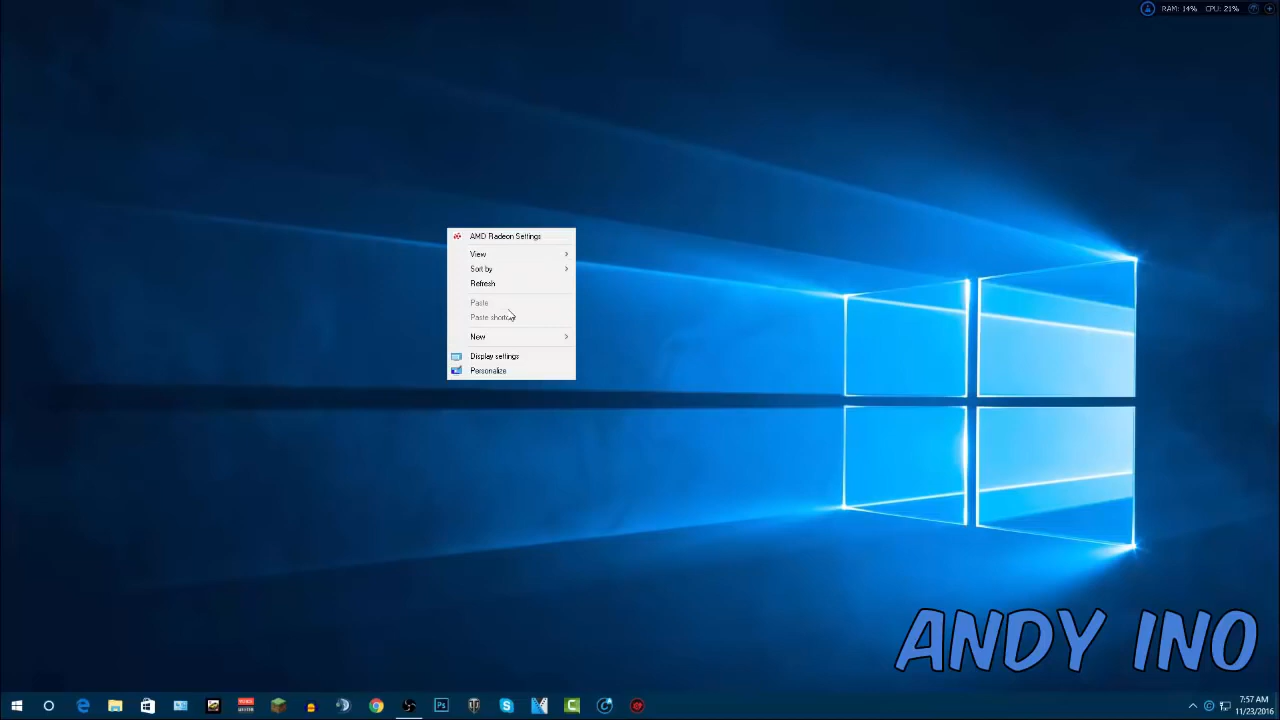 RAM: 14% CPU: 21%
AMD Radeon Settings
View
Sort by
Refresh
Paste
Paste shortcut
New
Display settings
Personalize
ANDY INO
Ps
7:57 AM
11/23/2016